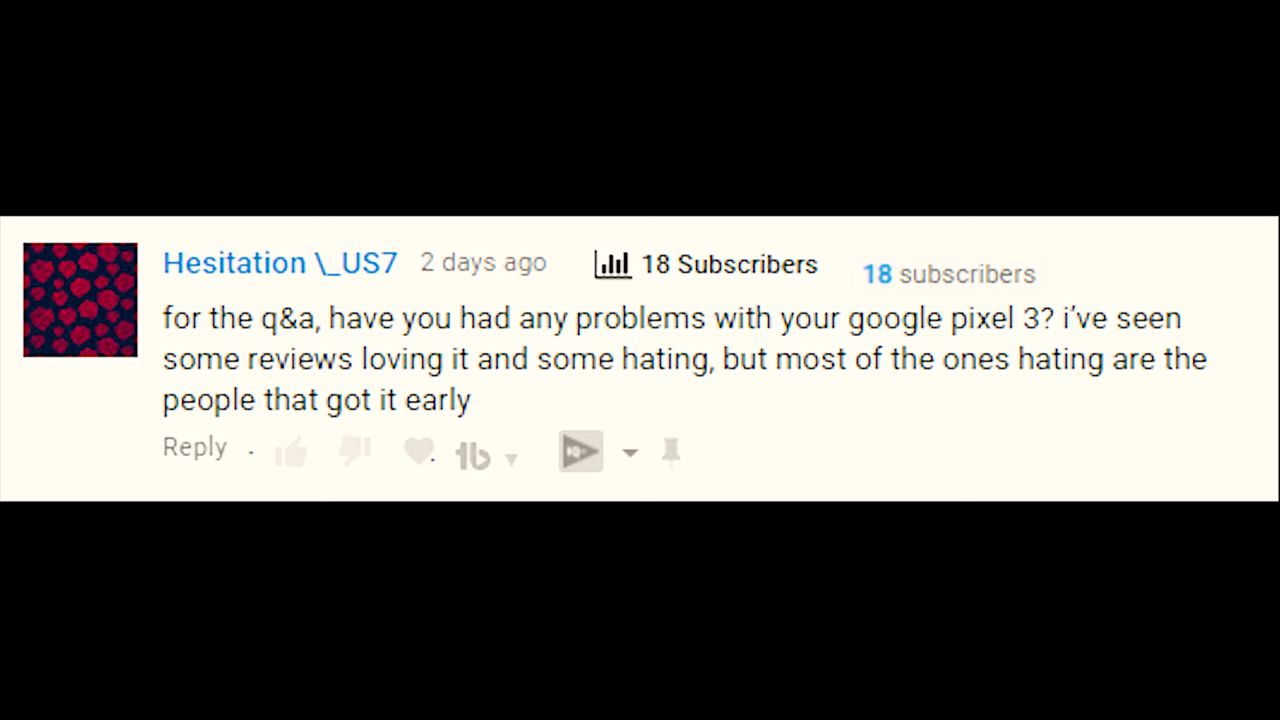 Hesitation \_US7 2 days ago 18 Subscribers 18 subscribers
for the q&a, have you had any problems with your google pixel 3? i've seen
some reviews loving it and some hating, but most of the ones hating are the
people that got it early
Reply